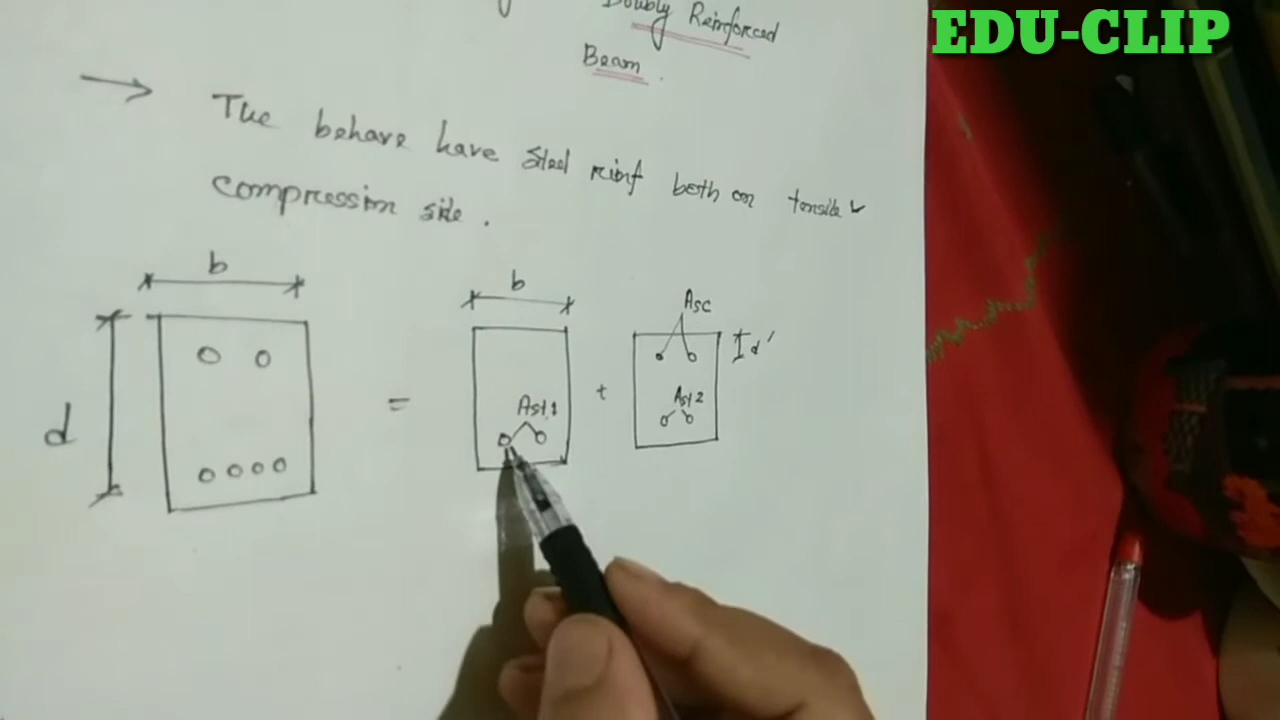 EDU-CLIP
Doubly Reinforced
Beam.
The behave have Steel reinf both on tensile
compression side.
b
b
Asc
d'
Ast1
+
Ast2
=
d